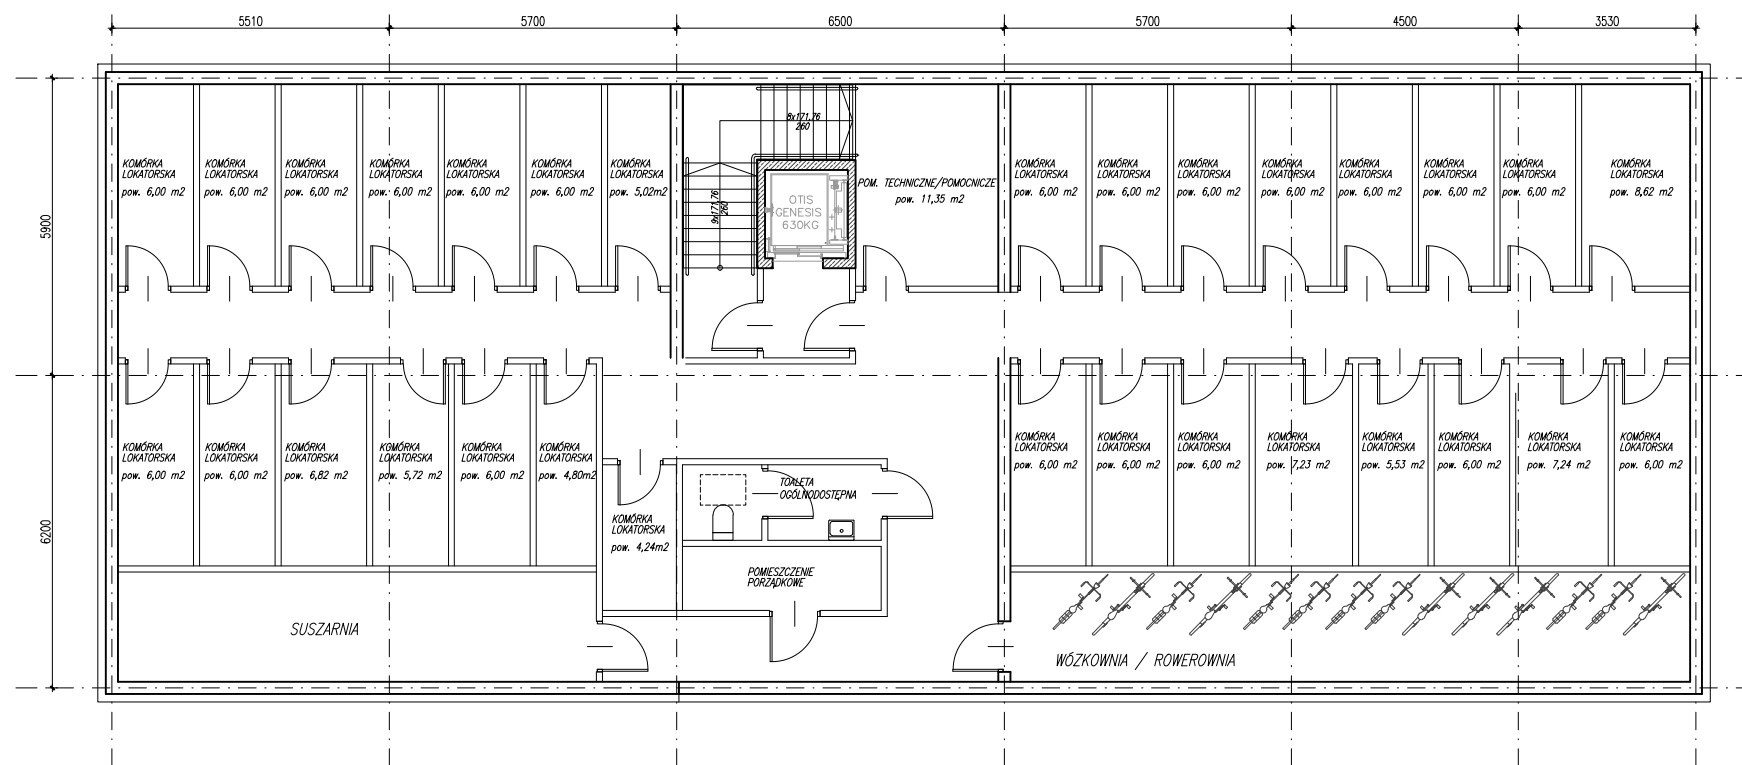 5510 5700 6500 5700 4500 3530
5900
6200
8x171,76
260
9x171,76
260
OTIS
GENESIS
630KG
POM. TECHNICZNE/POMOCNICZE
pow. 11,35 m2
KOMÓRKA
LOKATORSKA
pow. 6,00 m2
KOMÓRKA
LOKATORSKA
pow. 6,00 m2
KOMÓRKA
LOKATORSKA
pow. 6,00 m2
KOMÓRKA
LOKATORSKA
pow. 6,00 m2
KOMÓRKA
LOKATORSKA
pow. 6,00 m2
KOMÓRKA
LOKATORSKA
pow. 6,00 m2
KOMÓRKA
LOKATORSKA
pow. 5,02m2
KOMÓRKA
LOKATORSKA
pow. 6,00 m2
KOMÓRKA
LOKATORSKA
pow. 6,00 m2
KOMÓRKA
LOKATORSKA
pow. 6,00 m2
KOMÓRKA
LOKATORSKA
pow. 6,00 m2
KOMÓRKA
LOKATORSKA
pow. 6,00 m2
KOMÓRKA
LOKATORSKA
pow. 6,00 m2
KOMÓRKA
LOKATORSKA
pow. 6,00 m2
KOMÓRKA
LOKATORSKA
pow. 8,62 m2
KOMÓRKA
LOKATORSKA
pow. 6,00 m2
KOMÓRKA
LOKATORSKA
pow. 6,00 m2
KOMÓRKA
LOKATORSKA
pow. 6,82 m2
KOMÓRKA
LOKATORSKA
pow. 5,72 m2
KOMÓRKA
LOKATORSKA
pow. 6,00 m2
KOMÓRKA
LOKATORSKA
pow. 4,80m2
KOMÓRKA
LOKATORSKA
pow. 4,24m2
TOALETA
OGÓLNODOSTĘPNA
POMIESZCZENIE
PORZĄDKOWE
KOMÓRKA
LOKATORSKA
pow. 6,00 m2
KOMÓRKA
LOKATORSKA
pow. 6,00 m2
KOMÓRKA
LOKATORSKA
pow. 6,00 m2
KOMÓRKA
LOKATORSKA
pow. 7,23 m2
KOMÓRKA
LOKATORSKA
pow. 5,53 m2
KOMÓRKA
LOKATORSKA
pow. 6,00 m2
KOMÓRKA
LOKATORSKA
pow. 7,24 m2
KOMÓRKA
LOKATORSKA
pow. 6,00 m2
SUSZARNIA
WÓZKOWNIA / ROWEROWNIA